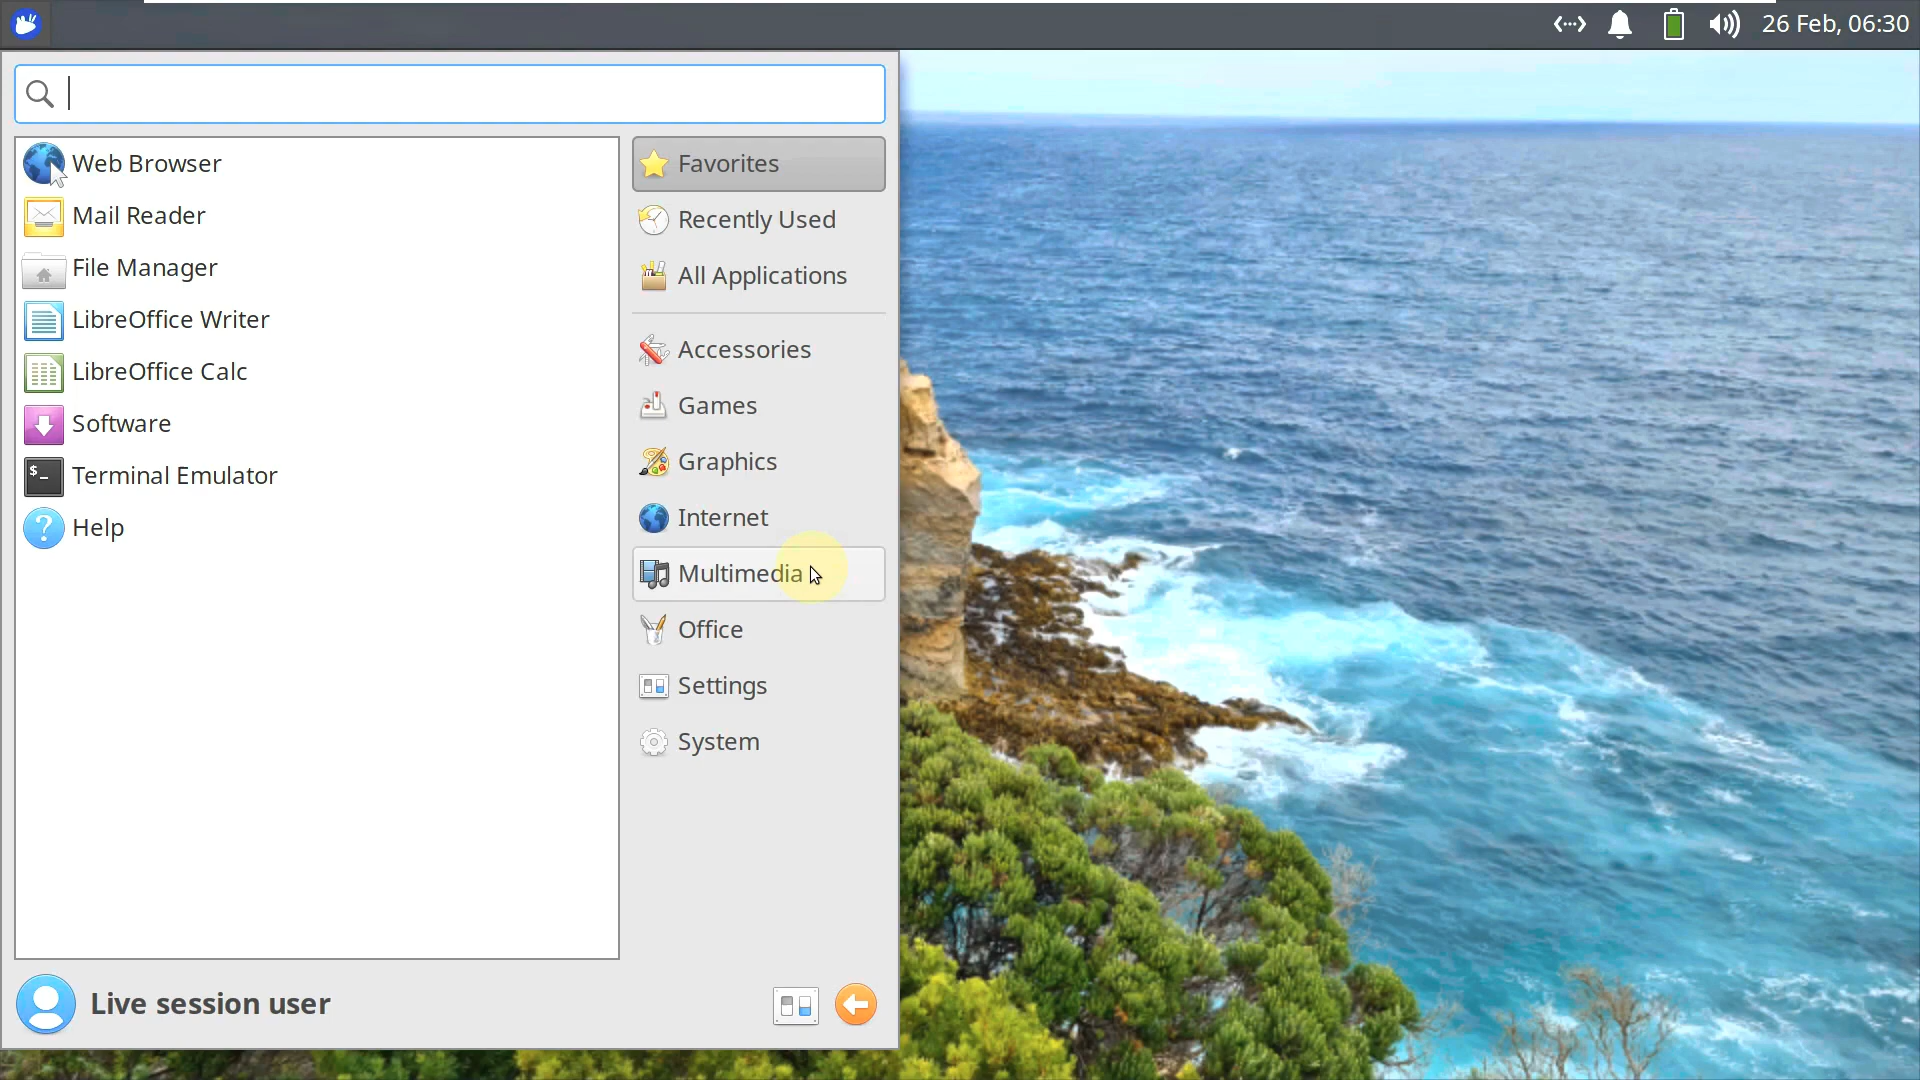 26 Feb, 06:30
Web Browser
Mail Reader
File Manager
LibreOffice Writer
LibreOffice Calc
Software
Terminal Emulator
Help
Favorites
Recently Used
All Applications
Accessories
Games
Graphics
Internet
Multimedia
Office
Settings
System
Live session user